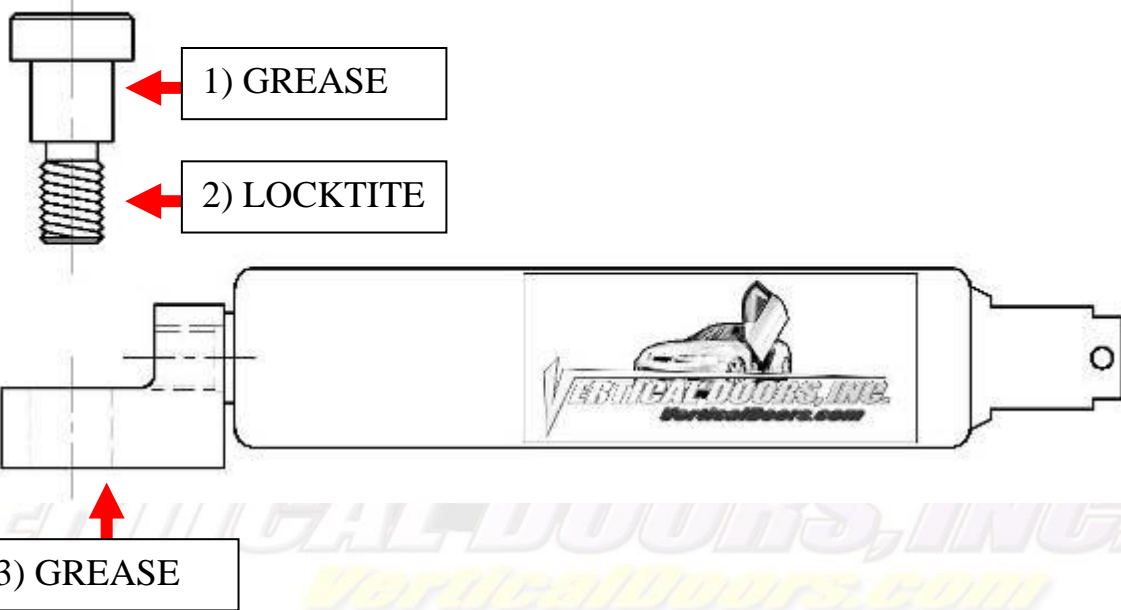 1) GREASE
2) LOCKTITE
VERTICAL DOORS, INC.
VerticalDoors.com
3) GREASE
VERTICAL DOORS, INC.
VerticalDoors.com